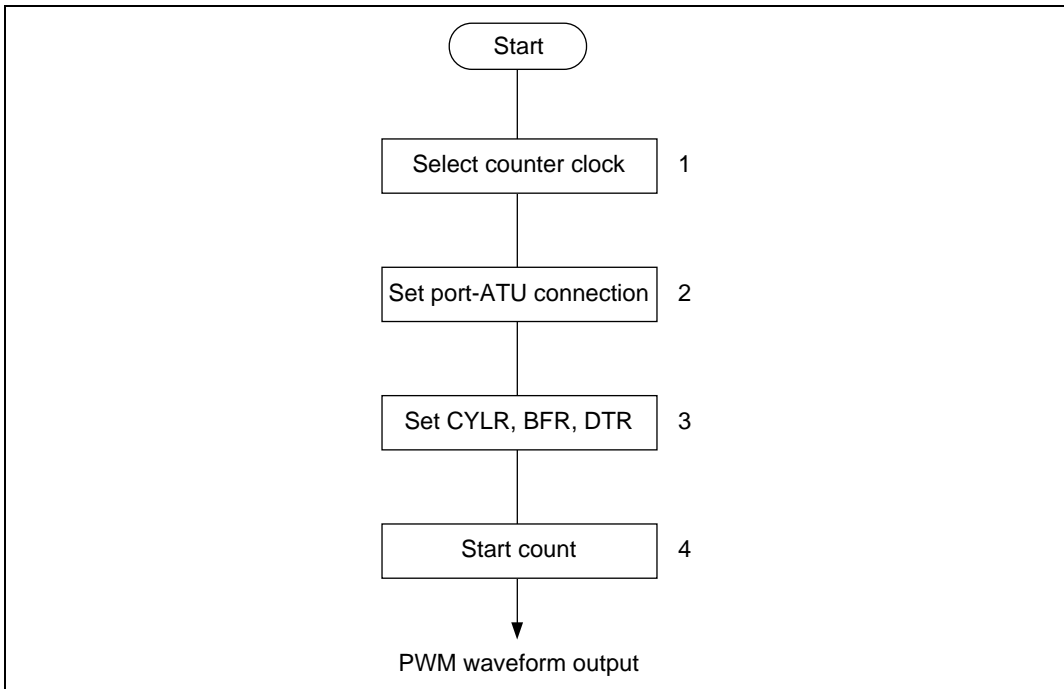 Start
Select counter clock 1
Set port-ATU connection 2
Set CYLR, BFR, DTR 3
Start count 4
PWM waveform output